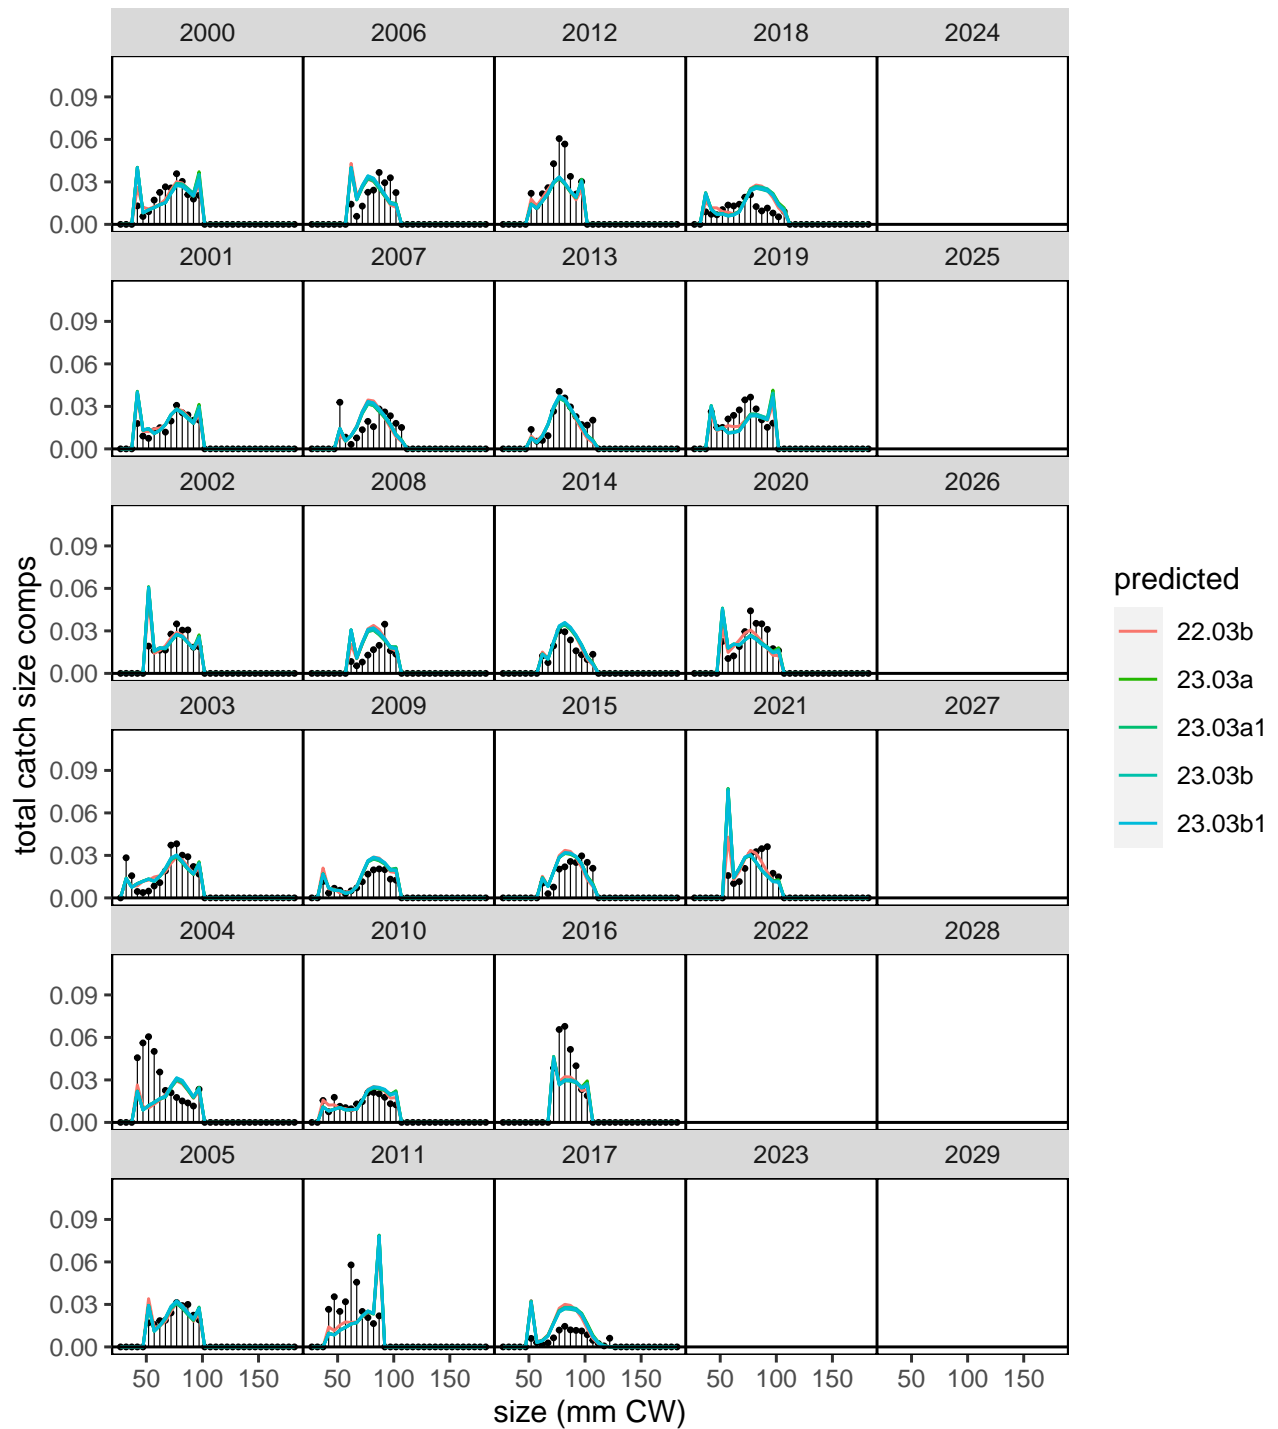 2000 2006 2012 2018 2024
0.09
0.06
0.03
0.00
2001 2007 2013 2019 2025
0.09
0.06
0.03
0.00
2002 2008 2014 2020 2026
0.09
0.06
0.03
0.00
2003 2009 2015 2021 2027
0.09
0.06
0.03
0.00
2004 2010 2016 2022 2028
0.09
0.06
0.03
0.00
2005 2011 2017 2023 2029
0.09
0.06
0.03
0.00
50 100 150 50 100 150 50 100 150 50 100 150 50 100 150
size (mm CW)
total catch size comps
predicted
22.03b
23.03a
23.03a1
23.03b
23.03b1